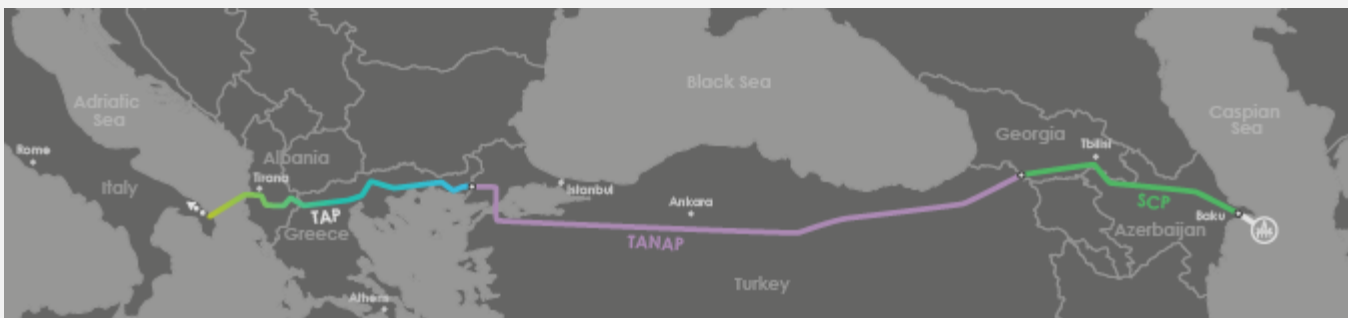 Adriatic
Sea
Rome
Italy
Albania
Tirana
TAP
Greece
Athens
Black Sea
Istanbul
Ankara
TANAP
Turkey
Georgia
Tbilisi
Caspian
Sea
SCP
Baku
Azerbaijan